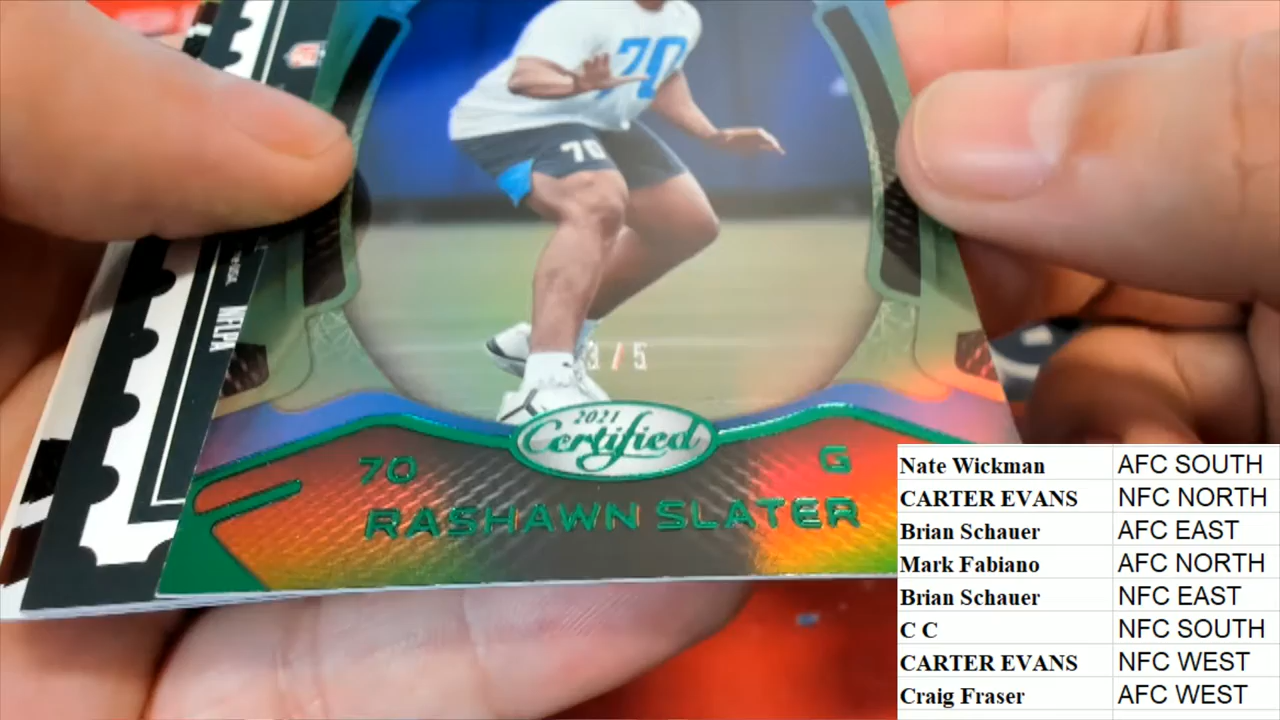 70
70
NFLPA
3/5
2021
Certified
70 G
RASHAWN SLATER
Nate Wickman AFC SOUTH
CARTER EVANS NFC NORTH
Brian Schauer AFC EAST
Mark Fabiano AFC NORTH
Brian Schauer NFC EAST
C C NFC SOUTH
CARTER EVANS NFC WEST
Craig Fraser AFC WEST